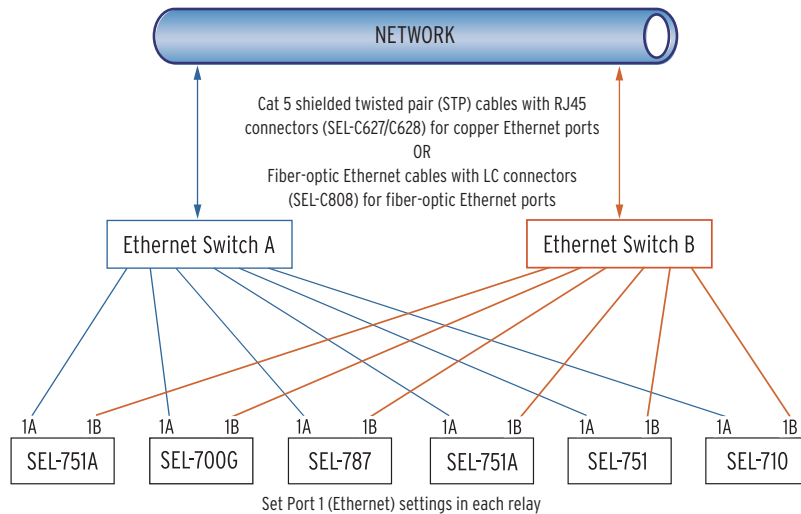 NETWORK
Cat 5 shielded twisted pair (STP) cables with RJ45
connectors (SEL-C627/C628) for copper Ethernet ports
OR
Fiber-optic Ethernet cables with LC connectors
(SEL-C808) for fiber-optic Ethernet ports
Ethernet Switch A
Ethernet Switch B
1A 1B 1A 1B 1A 1B 1A 1B 1A 1B 1A 1B
SEL-751A SEL-700G SEL-787 SEL-751A SEL-751 SEL-710
Set Port 1 (Ethernet) settings in each relay